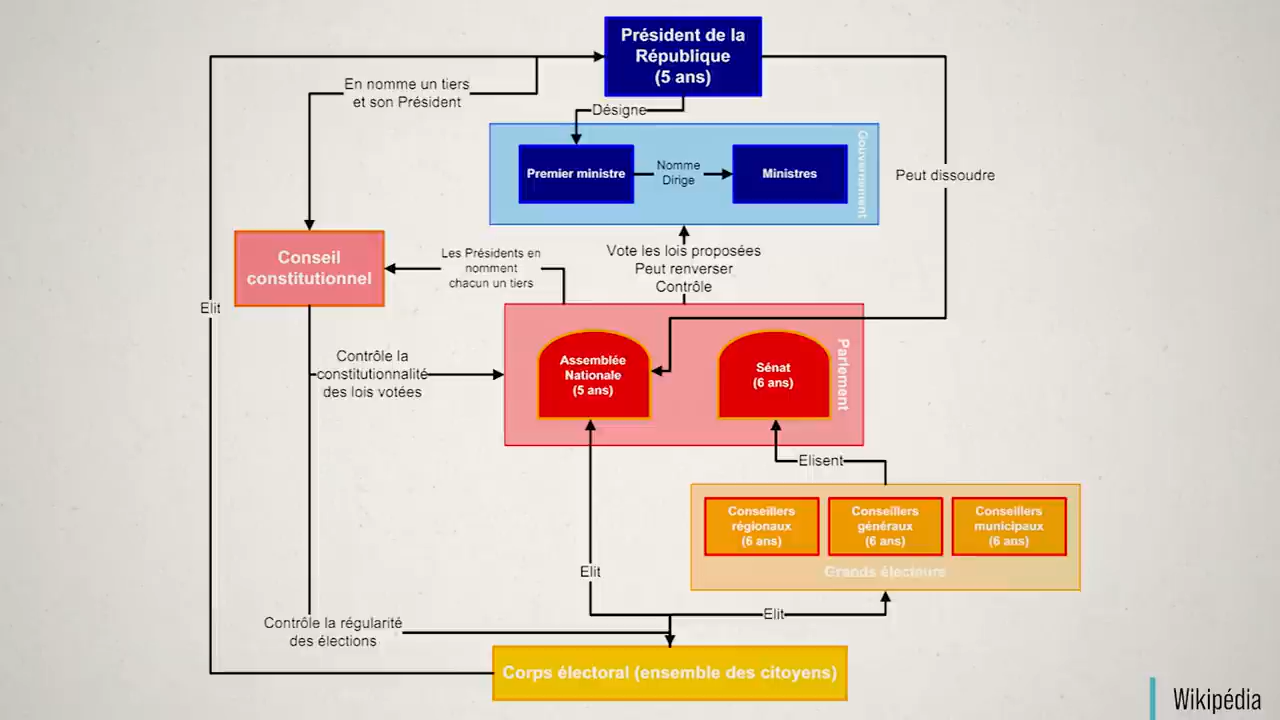 Président de la
République
(5 ans)
En nomme un tiers
et son Président
Désigne
Gouvernement
Premier ministre
Nomme
Dirige
Ministres
Peut dissoudre
Conseil
constitutionnel
Les Présidents en
nomment
chacun un tiers
Vote les lois proposées
Peut renverser
Contrôle
Elit
Contrôle la
constitutionnalité
des lois votées
Assemblée
Nationale
(5 ans)
Sénat
(6 ans)
Parlement
Elisent
Conseillers
régionaux
(6 ans)
Conseillers
généraux
(6 ans)
Conseillers
municipaux
(6 ans)
Grands électeurs
Elit
Elit
Contrôle la régularité
des élections
Corps électoral (ensemble des citoyens)
Wikipédia